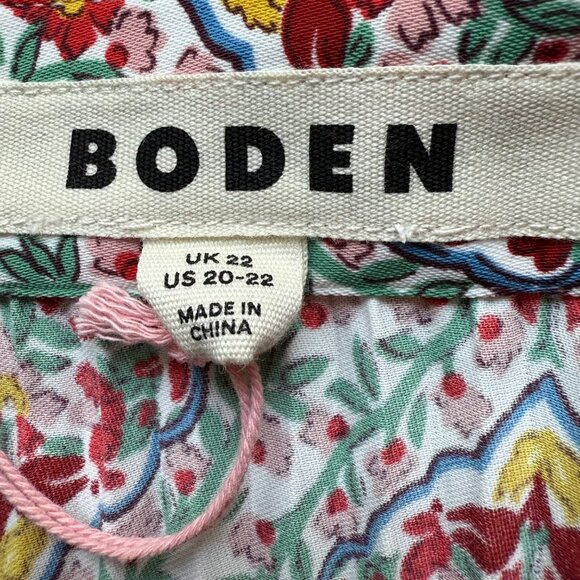 BODEN
UK 22
US 20-22
MADE IN
CHINA